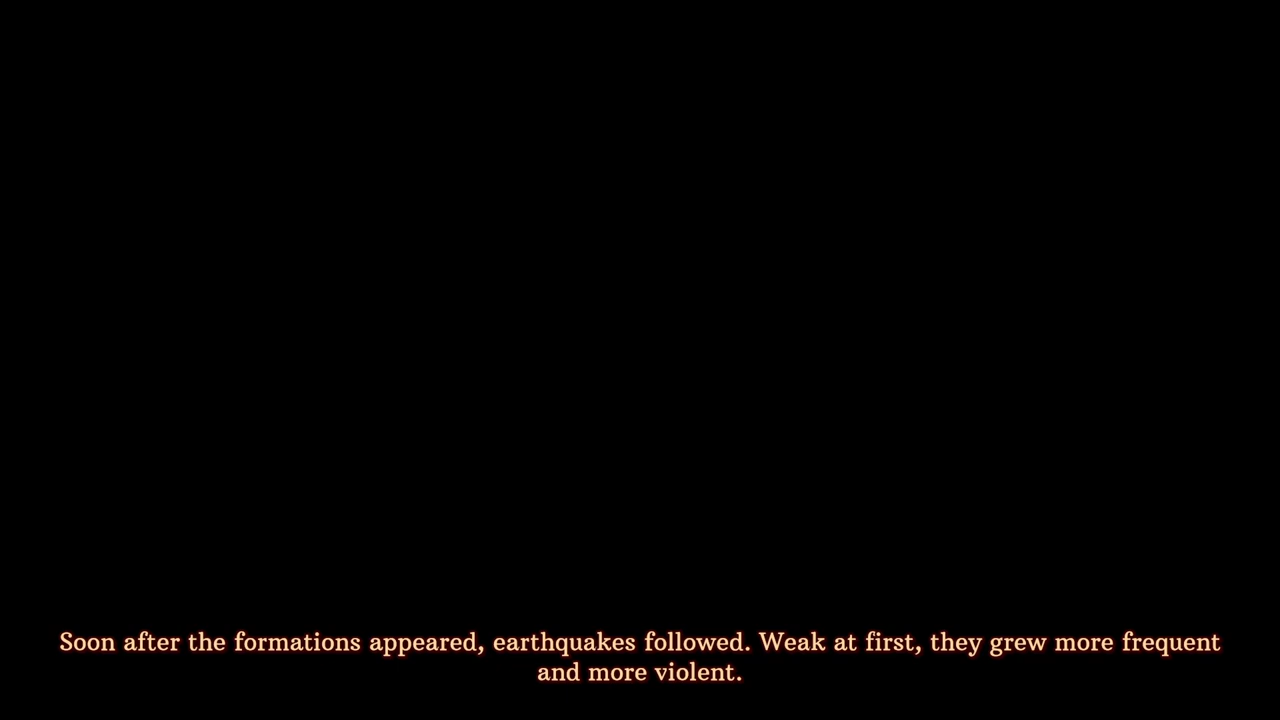 Soon after the formations appeared, earthquakes followed. Weak at first, they grew more frequent
and more violent.